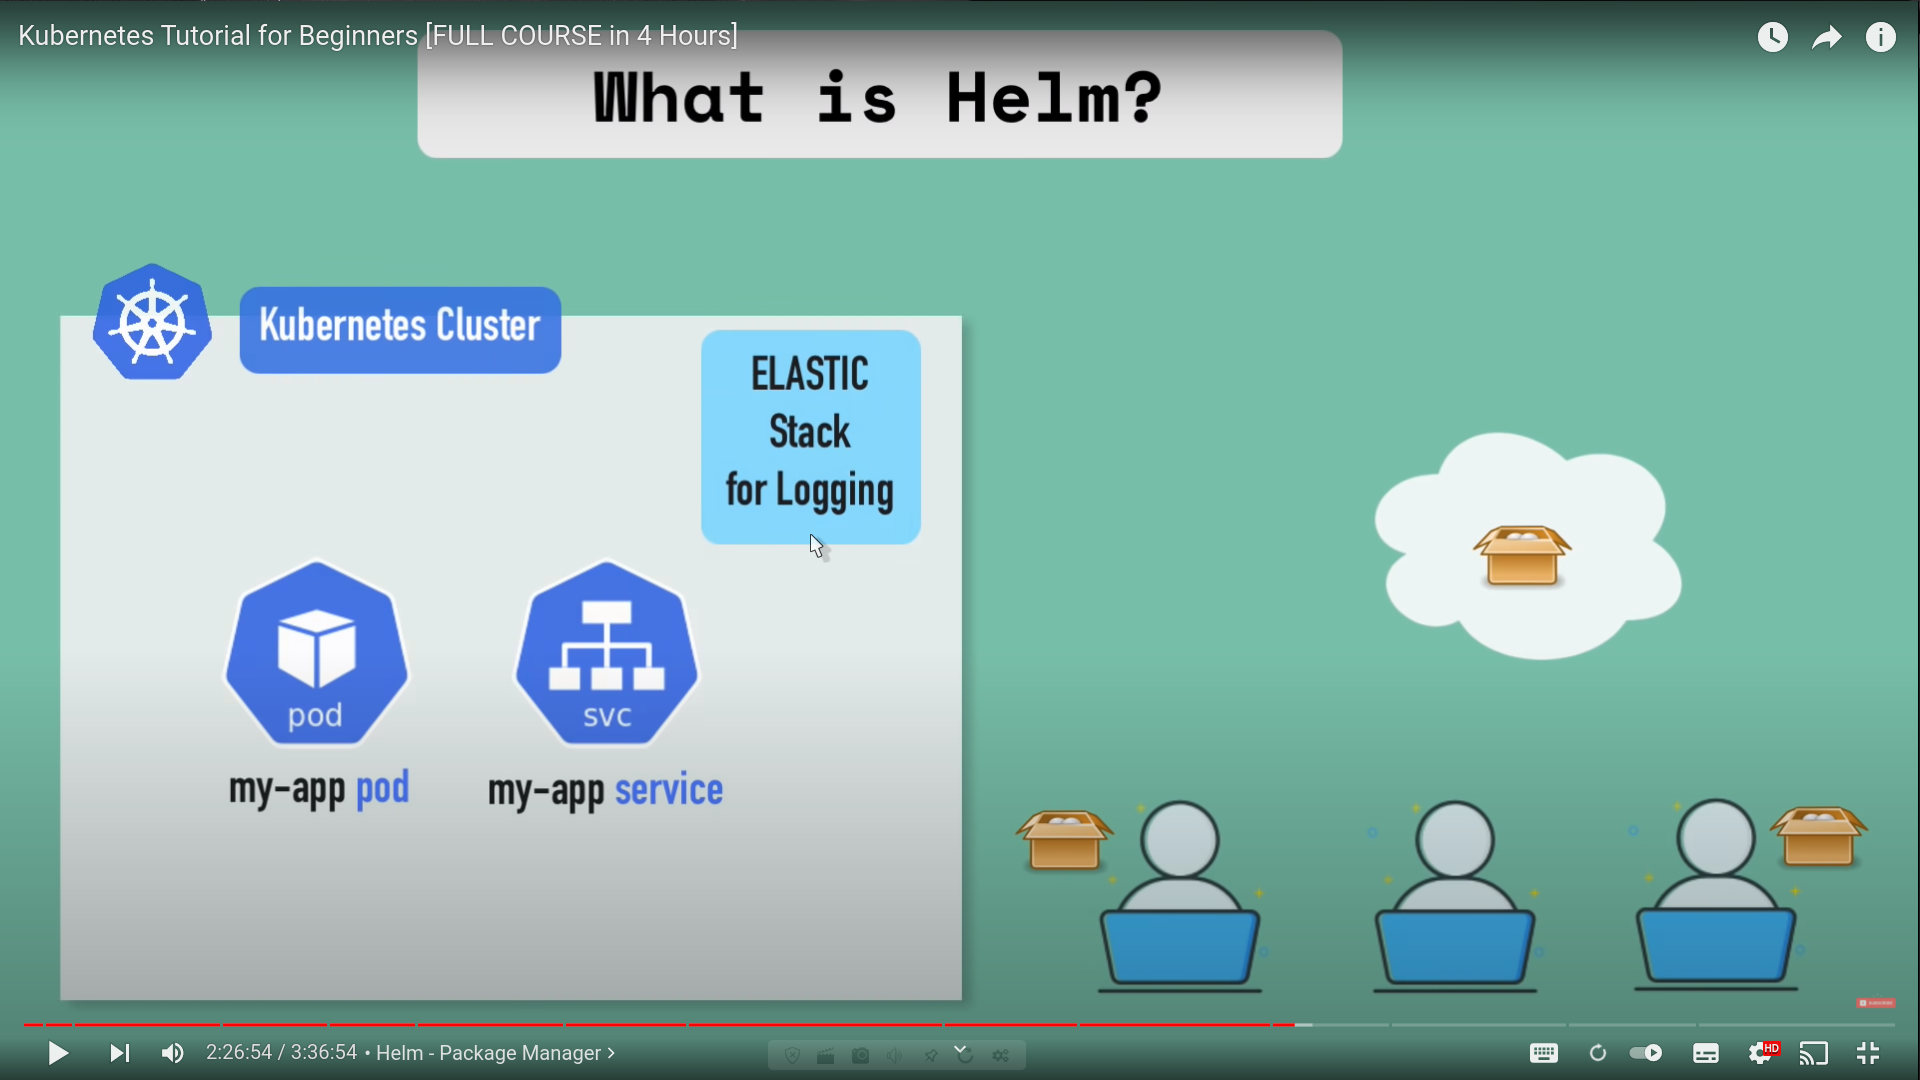 Kubernetes Tutorial for Beginners [FULL COURSE in 4 Hours]
What is Helm?
Kubernetes Cluster
ELASTIC
Stack
for Logging
pod
svc
my-app pod
my-app service
SUBSCRIBE
2:26:54 / 3:36:54 • Helm - Package Manager
HD